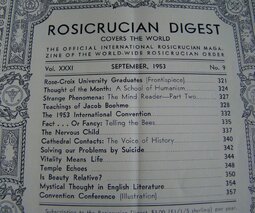 ROSICRUCIAN DIGEST
COVERS THE WORLD
THE OFFICIAL INTERNATIONAL ROSICRUCIAN MAGA-
ZINE OF THE WORLD-WIDE ROSICRUCIAN ORDER
Vol. XXXI SEPTEMBER, 1953 No. 9
Rose-Croix University Graduates (Frontispiece) 321
Thought of the Month: A School of Humanism 324
Strange Phenomena: The Mind Reader—Part Two 327
Teachings of Jacob Boehme 328
The 1953 International Convention 332
Fact . . . Or Fancy: Telling the Bees 335
The Nervous Child 337
Cathedral Contacts: The Voice of History 340
Solving our Problems by Suicide 342
Vitality Means Life 344
Temple Echoes 348
Is Beauty Relative? 350
Mystical Thought in English Literature 354
Convention Conference (Illustration) 357
Subscription to the